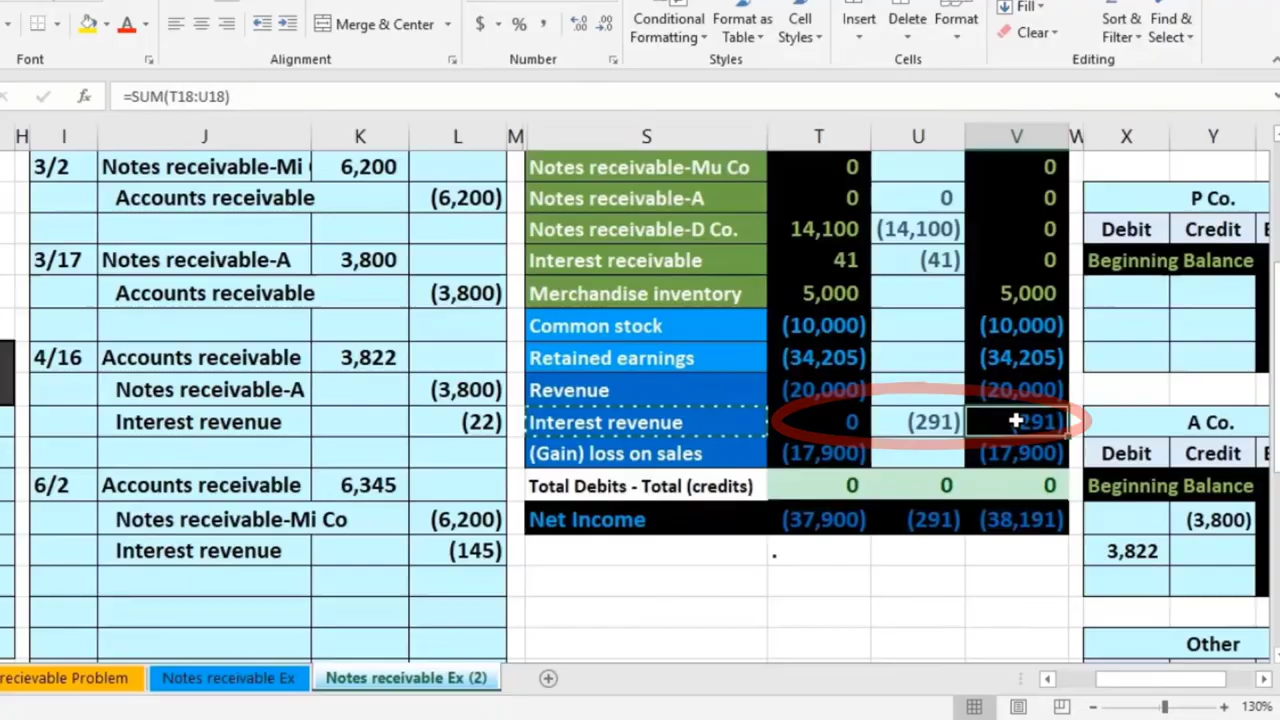 Merge & Center $ % ,
Conditional Formatting Format as Table Cell Styles
Insert Delete Format
Fill
Clear
Sort & Filter Find & Select
Font Alignment Number Styles Cells Editing
fx =SUM(T18:U18)
H I J K L M S T U V W X Y
3/2 Notes receivable-Mi 6,200 Notes receivable-Mu Co 0 0
Accounts receivable (6,200) Notes receivable-A 0 0 0 P Co.
Notes receivable-D Co. 14,100 (14,100) 0 Debit Credit
3/17 Notes receivable-A 3,800 Interest receivable 41 (41) 0 Beginning Balance
Accounts receivable (3,800) Merchandise inventory 5,000 5,000
Common stock (10,000) (10,000)
4/16 Accounts receivable 3,822 Retained earnings (34,205) (34,205)
Notes receivable-A (3,800) Revenue (20,000) (20,000)
Interest revenue (22) Interest revenue 0 (291) (291) A Co.
(Gain) loss on sales (17,900) (17,900) Debit Credit
6/2 Accounts receivable 6,345 Total Debits - Total (credits) 0 0 0 Beginning Balance
Notes receivable-Mi Co (6,200) Net Income (37,900) (291) (38,191) (3,800)
Interest revenue (145) . 3,822
Other
recievable Problem Notes receivable Ex Notes receivable Ex (2)
130%